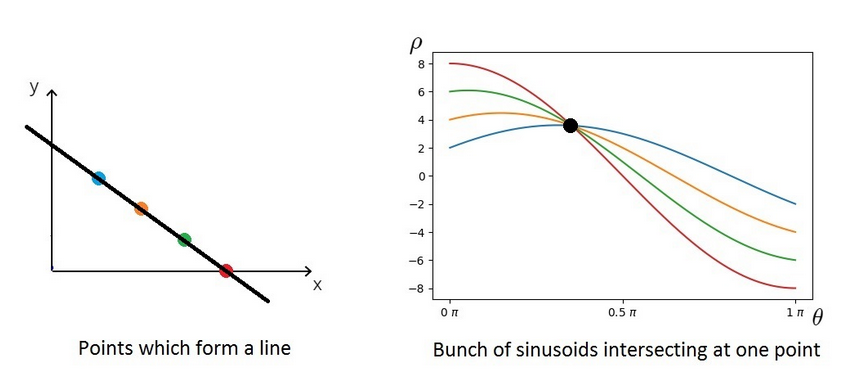 y
x
Points which form a line
ρ
8
6
4
2
0
−2
−4
−6
−8
0 π
0.5 π
1 π
θ
Bunch of sinusoids intersecting at one point